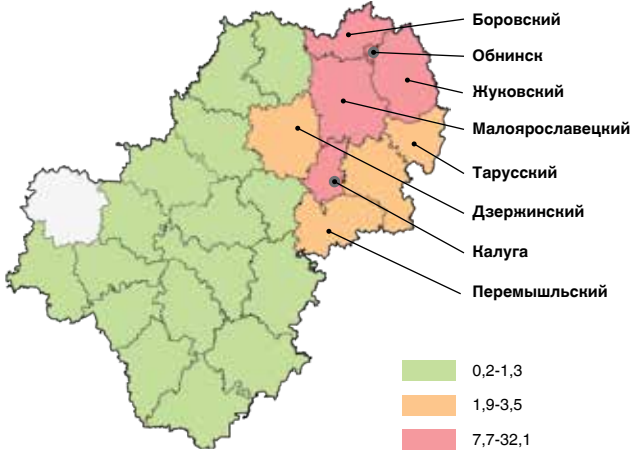 Боровский
Обнинск
Жуковский
Малоярославецкий
Тарусский
Дзержинский
Калуга
Перемышльский
0,2-1,3
1,9-3,5
7,7-32,1